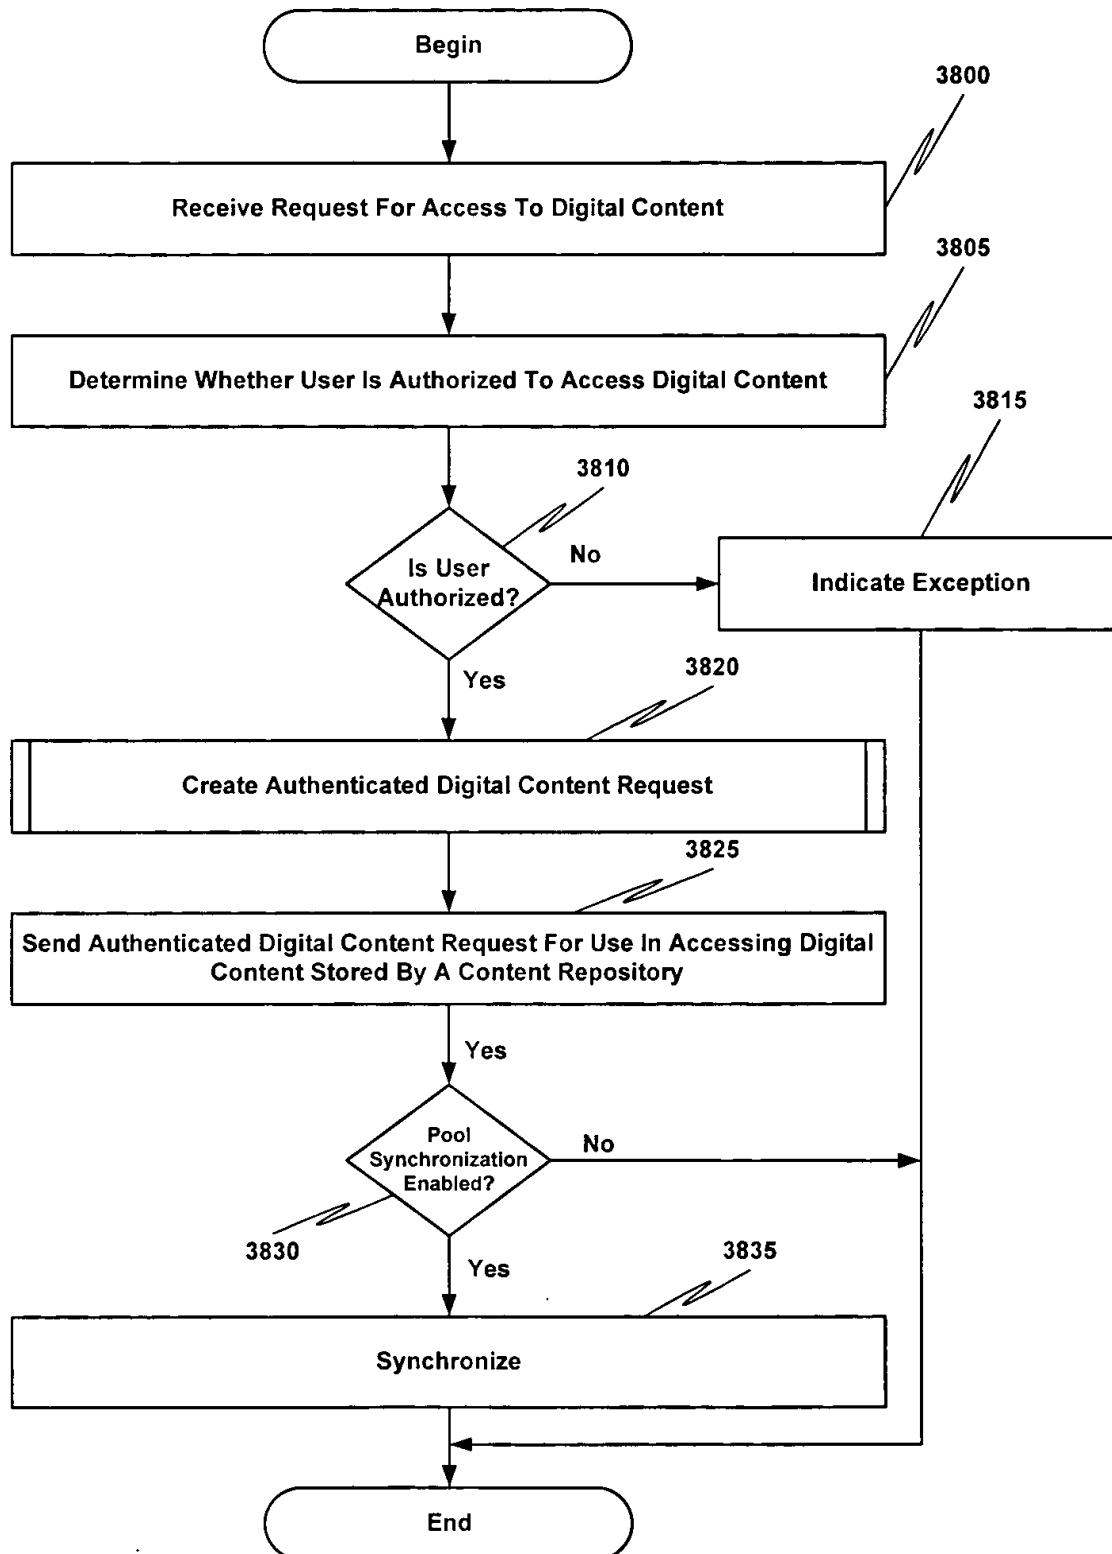 Begin
3800
Receive Request For Access To Digital Content
3805
Determine Whether User Is Authorized To Access Digital Content
3815
3810
Is User
Authorized?
No
Indicate Exception
Yes
3820
Create Authenticated Digital Content Request
3825
Send Authenticated Digital Content Request For Use In Accessing Digital
Content Stored By A Content Repository
Yes
Pool
Synchronization
Enabled?
No
3830
Yes
3835
Synchronize
End